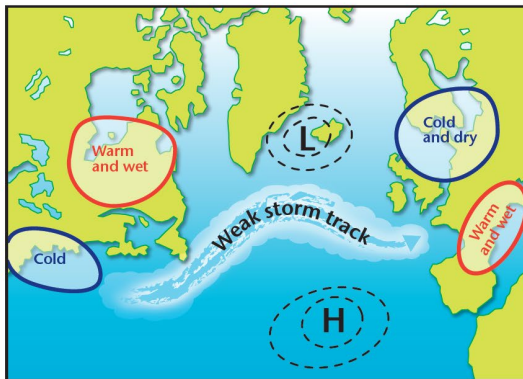 L
Cold
and dry
Warm
and wet
Weak storm track
Warm
and wet
Cold
H